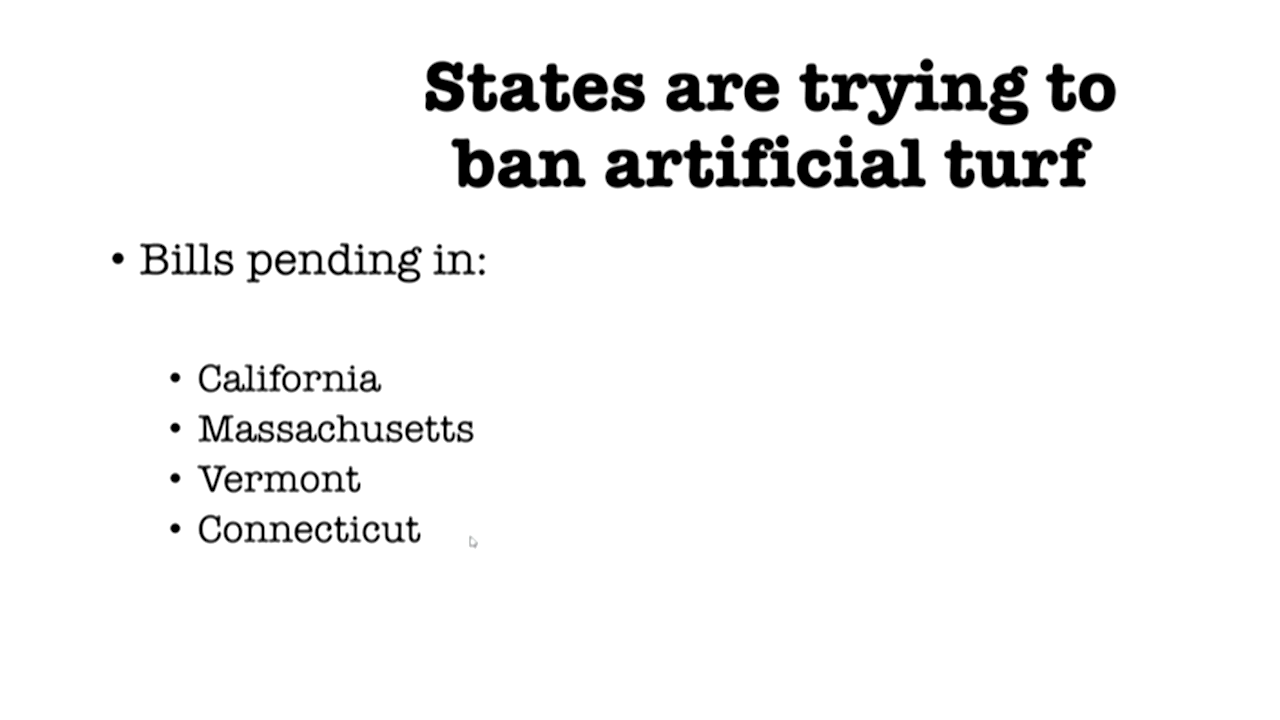 States are trying to
ban artificial turf
• Bills pending in:
• California
• Massachusetts
• Vermont
• Connecticut